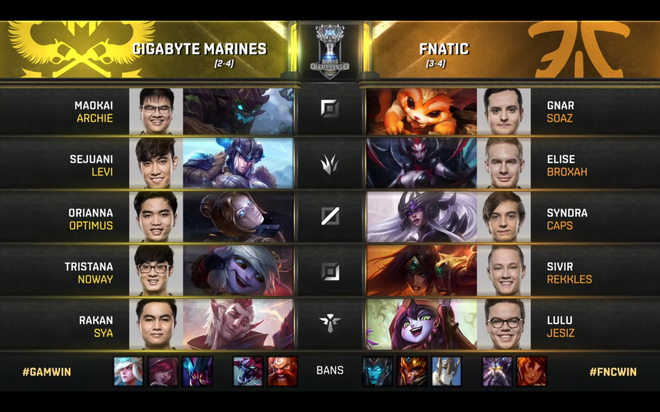 GIGABYTE MARINES
(2-4)
FNATIC
(3-4)
MAOKAI
ARCHIE
GNAR
SOAZ
SEJUANI
LEVI
ELISE
BROXAH
ORIANNA
OPTIMUS
SYNDRA
CAPS
TRISTANA
NOWAY
SIVIR
REKKLES
RAKAN
SYA
LULU
JESIZ
#GAMWIN
BANS
#FNCWIN